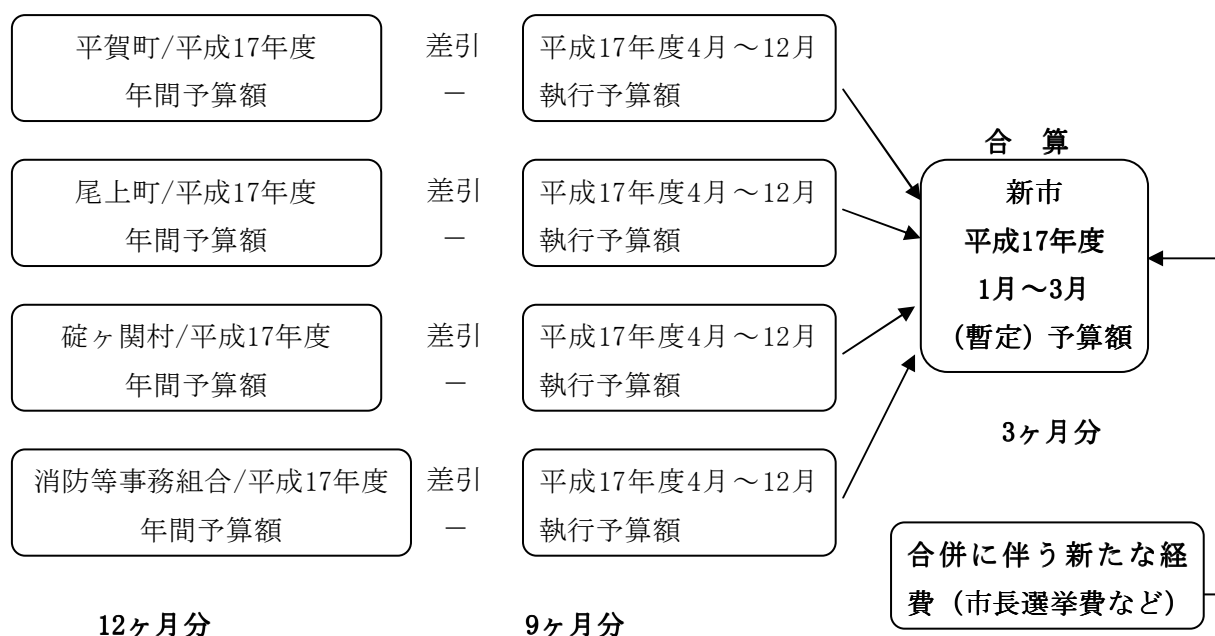 平賀町/平成17年度
年間予算額
差引
－
平成17年度4月～12月
執行予算額
尾上町/平成17年度
年間予算額
差引
－
平成17年度4月～12月
執行予算額
碇ヶ関村/平成17年度
年間予算額
差引
－
平成17年度4月～12月
執行予算額
消防等事務組合/平成17年度
年間予算額
差引
－
平成17年度4月～12月
執行予算額
合　算
新市
平成17年度
1月～3月
（暫定）予算額
3ヶ月分
合併に伴う新たな経
費（市長選挙費など）
12ヶ月分
9ヶ月分